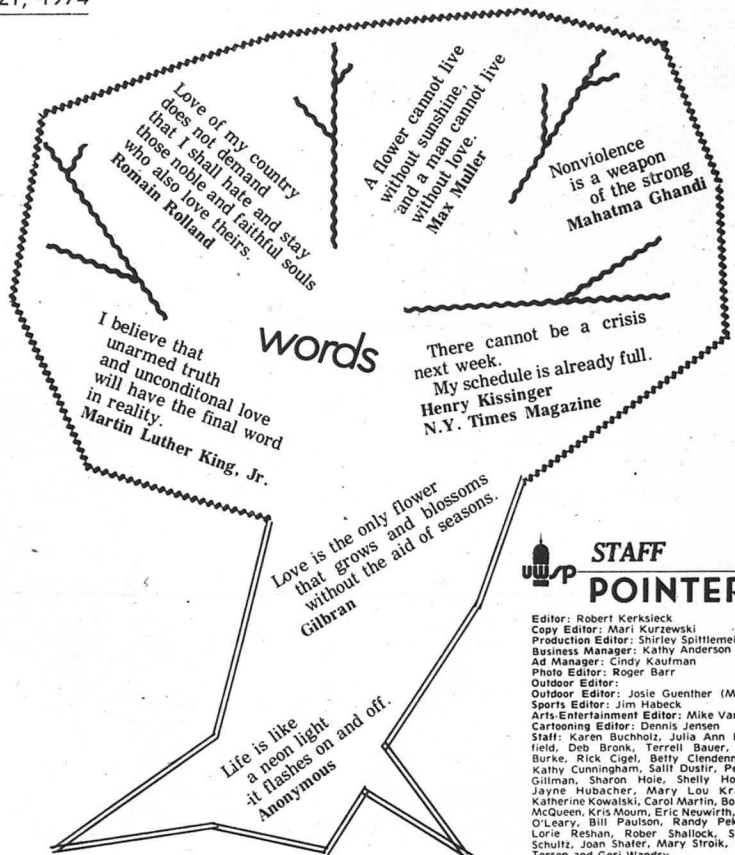 1974
Love of my country
does not demand
that I shall hate and stay
those noble and faithful souls
who also love theirs.
Romain Rolland
A flower cannot live
without sunshine,
and a man cannot live
without love.
Max Muller
Nonviolence
is a weapon
of the strong
Mahatma Ghandi
I believe that
unarmed truth
and unconditonal love
will have the final word
in reality.
Martin Luther King, Jr.
words
There cannot be a crisis
next week.
My schedule is already full.
Henry Kissinger
N.Y. Times Magazine
Love is the only flower
that grows and blossoms
without the aid of seasons.
Gilbran
Life is like
a neon light
-it flashes on and off.
Anonymous
uwsp STAFF
POINTER
Editor: Robert Kerksieck
Copy Editor: Mari Kurzewski
Production Editor: Shirley Spittlemei
Business Manager: Kathy Anderson
Ad Manager: Cindy Kaufman
Photo Editor: Roger Barr
Outdoor Editor:
Outdoor Editor: Josie Guenther (M
Sports Editor: Jim Habeck
Arts-Entertainment Editor: Mike Var
Cartooning Editor: Dennis Jensen
Staff: Karen Buchholz, Julia Ann
field, Deb Bronk, Terrell Bauer,
Burke, Rick Cigel, Betty Clendenn
Kathy Cunningham, Sallt Dustir, Pe
Gillman, Sharon Hoie, Shelly Ho
Jayne Hubacher, Mary Lou Kr
Katherine Kowalski, Carol Martin, Bo
McQueen, Kris Moum, Eric Neuwirth,
O'Leary, Bill Paulson, Randy Pek
Lorie Reshan, Rober Shallock, S
Schultz, Joan Shafer, Mary Stroik,